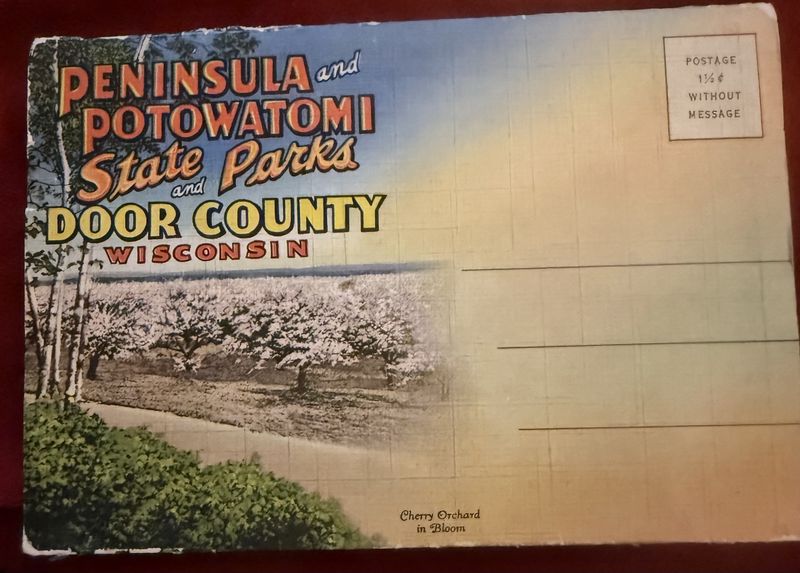 PENINSULA and
POTOWATOMI
State and Parks
DOOR COUNTY
WISCONSIN
POSTAGE
1½¢
WITHOUT
MESSAGE
Cherry Orchard
in Bloom